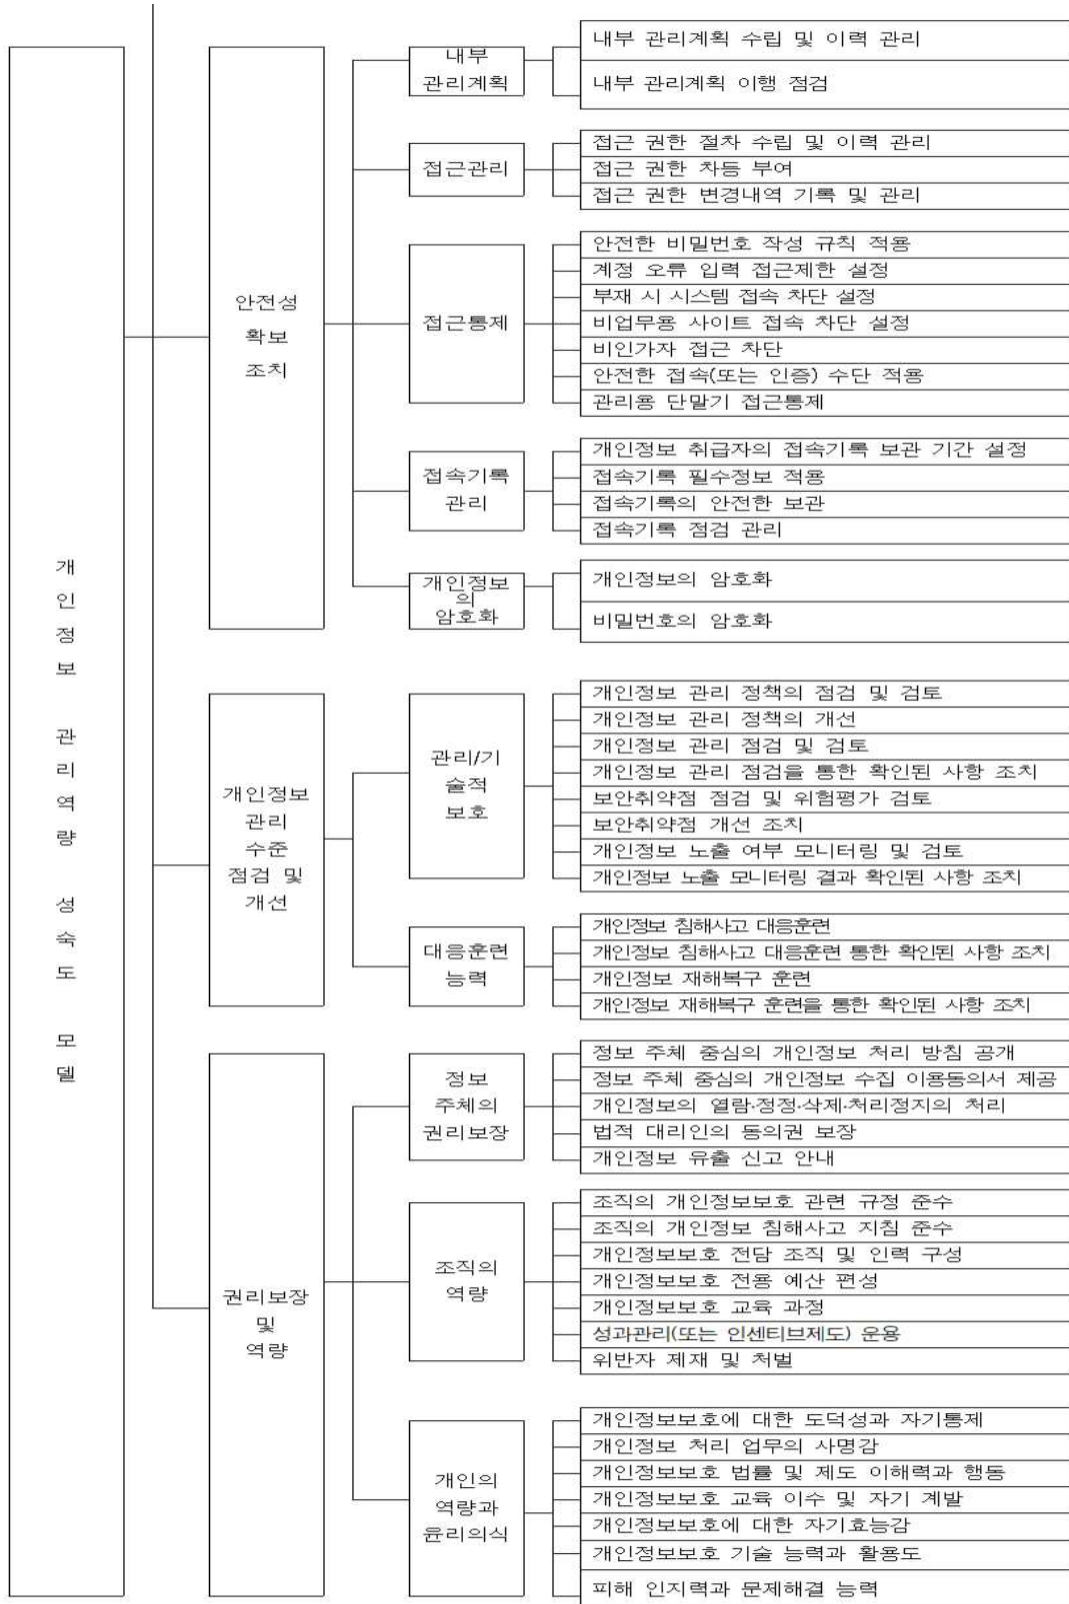 개
인
정
보
관
리
역
량
성
숙
도
모
델
안전성
확보
조치
내부
관리계획
내부 관리계획 수립 및 이력 관리
내부 관리계획 이행 점검
접근관리
접근 권한 절차 수립 및 이력 관리
접근 권한 차등 부여
접근 권한 변경내역 기록 및 관리
접근통제
안전한 비밀번호 작성 규칙 적용
계정 오류 입력 접근제한 설정
부재 시 시스템 접속 차단 설정
비업무용 사이트 접속 차단 설정
비인가자 접근 차단
안전한 접속(또는 인증) 수단 적용
관리용 단말기 접근통제
접속기록
관리
개인정보 취급자의 접속기록 보관 기간 설정
접속기록 필수정보 적용
접속기록의 안전한 보관
접속기록 점검 관리
개인정보
의
암호화
개인정보의 암호화
비밀번호의 암호화
개인정보
관리
수준
점검 및
개선
관리/기
술적
보호
개인정보 관리 정책의 점검 및 검토
개인정보 관리 정책의 개선
개인정보 관리 점검 및 검토
개인정보 관리 점검을 통한 확인된 사항 조치
보안취약점 점검 및 위험평가 검토
보안취약점 개선 조치
개인정보 노출 여부 모니터링 및 검토
개인정보 노출 모니터링 결과 확인된 사항 조치
대응훈련
능력
개인정보 침해사고 대응훈련
개인정보 침해사고 대응훈련 통한 확인된 사항 조치
개인정보 재해복구 훈련
개인정보 재해복구 훈련을 통한 확인된 사항 조치
권리보장
및
역량
정보
주체의
권리보장
정보 주체 중심의 개인정보 처리 방침 공개
정보 주체 중심의 개인정보 수집 이용동의서 제공
개인정보의 열람·정정·삭제·처리정지의 처리
법적 대리인의 동의권 보장
개인정보 유출 신고 안내
조직의
역량
조직의 개인정보보호 관련 규정 준수
조직의 개인정보 침해사고 지침 준수
개인정보보호 전담 조직 및 인력 구성
개인정보보호 전용 예산 편성
개인정보보호 교육 과정
성과관리(또는 인센티브제도) 운용
위반자 제재 및 처벌
개인의
역량과
윤리의식
개인정보보호에 대한 도덕성과 자기통제
개인정보 처리 업무의 사명감
개인정보보호 법률 및 제도 이해력과 행동
개인정보보호 교육 이수 및 자기 계발
개인정보보호에 대한 자기효능감
개인정보보호 기술 능력과 활용도
피해 인지력과 문제해결 능력